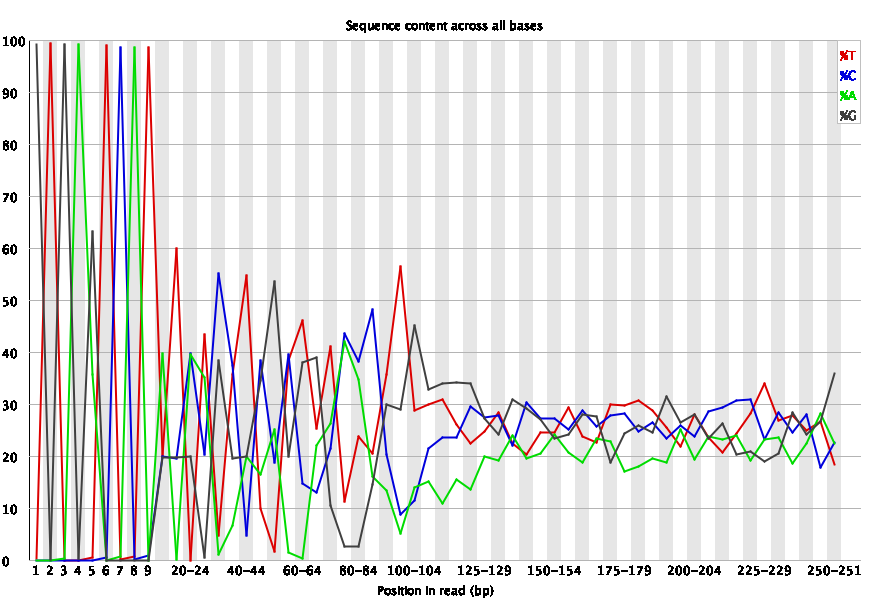 Sequence content across all bases
%T
%C
%A
%G
100
90
80
70
60
50
40
30
20
10
0
1 2 3 4 5 6 7 8 9 20-24 40-44 60-64 80-84 100-104 125-129 150-154 175-179 200-204 225-229 250-251
Position in read (bp)